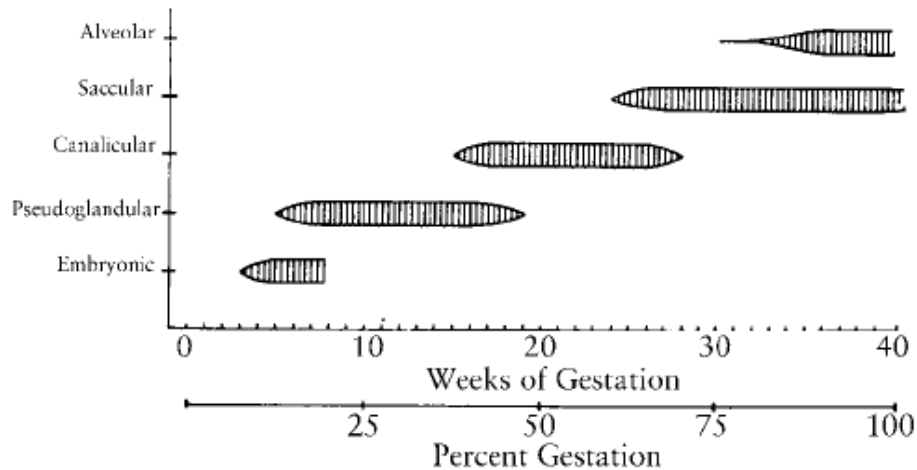 Alveolar
Saccular
Canalicular
Pseudoglandular
Embryonic
0 10 20 30 40
Weeks of Gestation
25 50 75 100
Percent Gestation